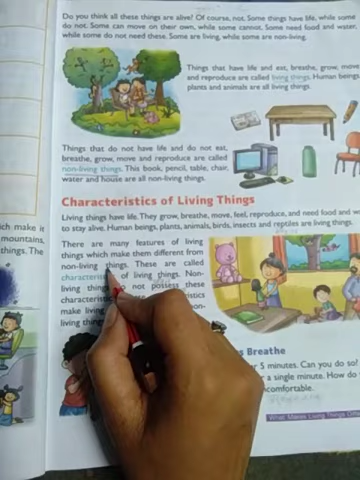 Do you think all these things are alive? Of course, not. Some things have life, while some
do not. Some can move on their own, while some cannot. Some need food and water,
while some do not need these. Some are living, while some are non-living.
Things that have life and eat, breathe, grow, move
and reproduce are called living things. Human beings,
plants and animals are all living things.
Things that do not have life and do not eat,
breathe, grow, move and reproduce are called
non-living things. This book, pencil, table, chair,
water and house are all non-living things.
Characteristics of Living Things
Living things have life. They grow, breathe, move, feel, reproduce, and need food and
to stay alive. Human beings, plants, animals, birds, insects and reptiles are living things.
There are many features of living
things which make them different from
non-living things. These are called
of living things. Non-
living not possess these
make living non-
living
Breathe
5 minutes. Can you do so?
a single minute. How do
comfortable.
What Makes Living Things
ich make it
mountains,
things. The